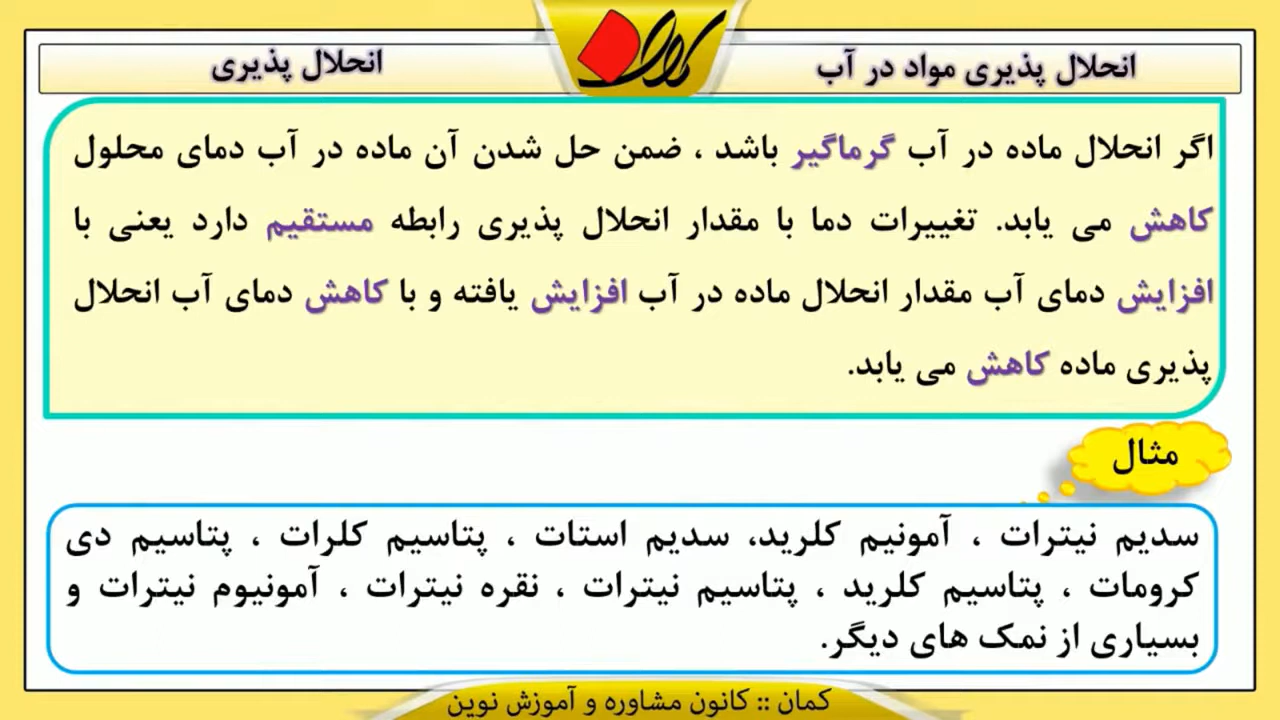 انحلال پذیری مواد در آب
انحلال پذیری
اگر انحلال ماده در آب گرماگیر باشد ، ضمن حل شدن آن ماده در آب دمای محلول
کاهش می یابد. تغییرات دما با مقدار انحلال پذیری رابطه مستقیم دارد یعنی با
افزایش دمای آب مقدار انحلال ماده در آب افزایش یافته و با کاهش دمای آب انحلال
پذیری ماده کاهش می یابد.
مثال
سدیم نیترات ، آمونیم کلرید، سدیم استات ، پتاسیم کلرات ، پتاسیم دی
کرومات ، پتاسیم کلرید ، پتاسیم نیترات ، نقره نیترات ، آمونیوم نیترات و
بسیاری از نمک های دیگر.
کمان :: کانون مشاوره و آموزش نوین